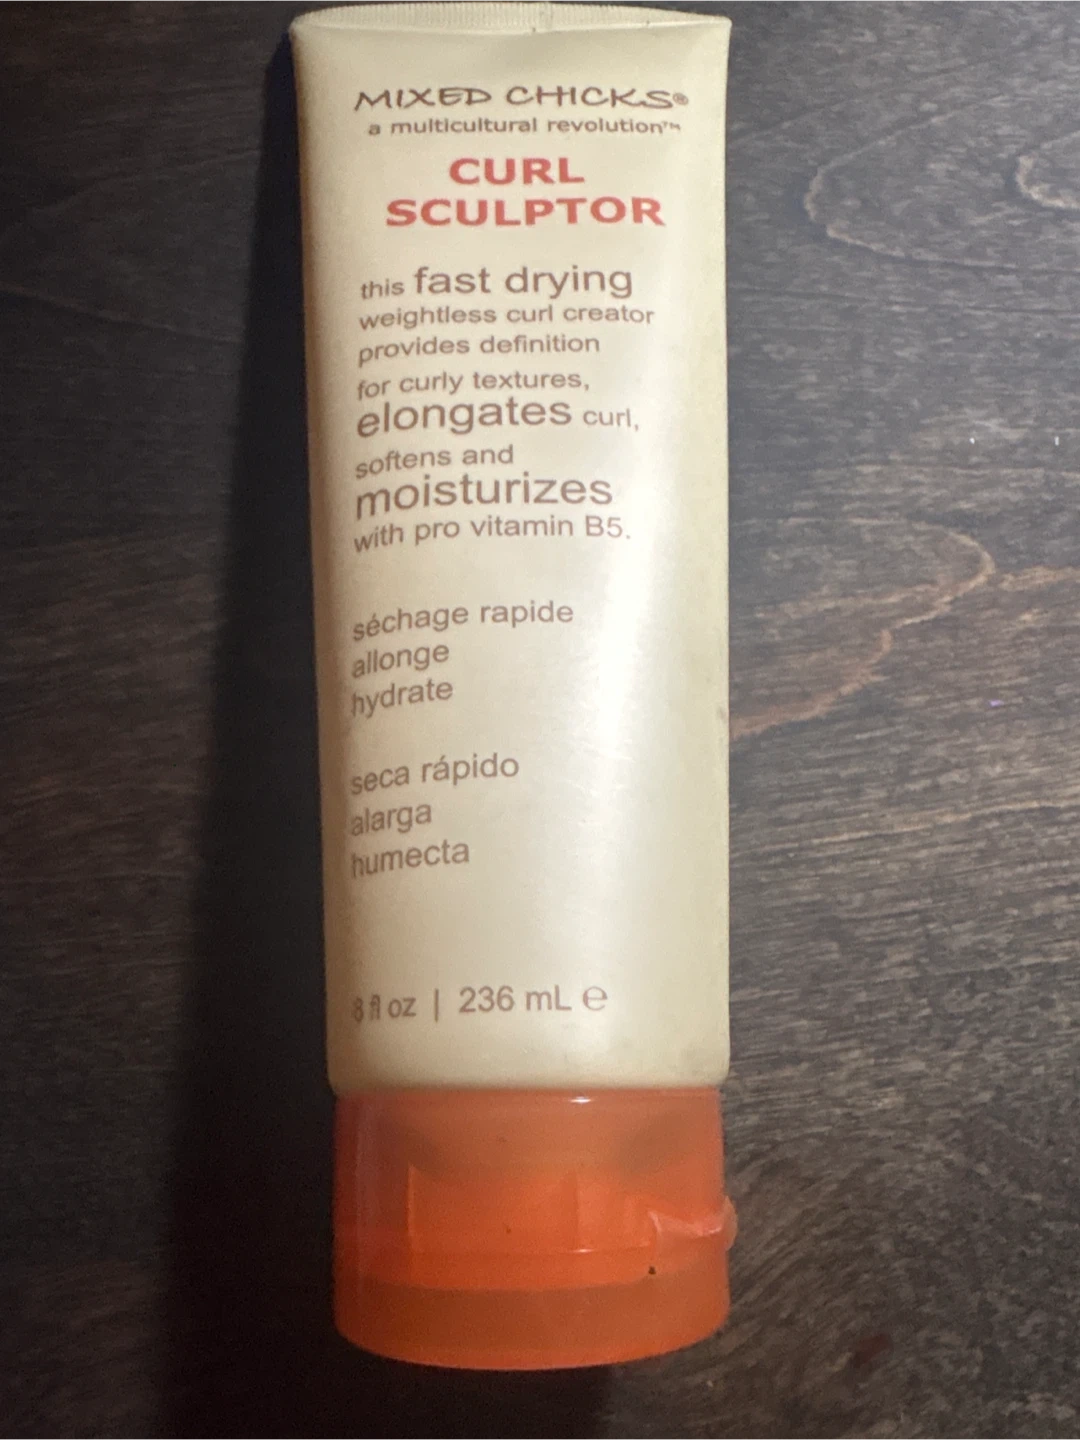 MIXED CHICKS®
a multicultural revolution™
CURL
SCULPTOR
this fast drying
weightless curl creator
provides definition
for curly textures,
elongates curl,
softens and
moisturizes
with pro vitamin B5.
séchage rapide
allonge
hydrate
seca rápido
alarga
humecta
8 fl oz | 236 mL ℮